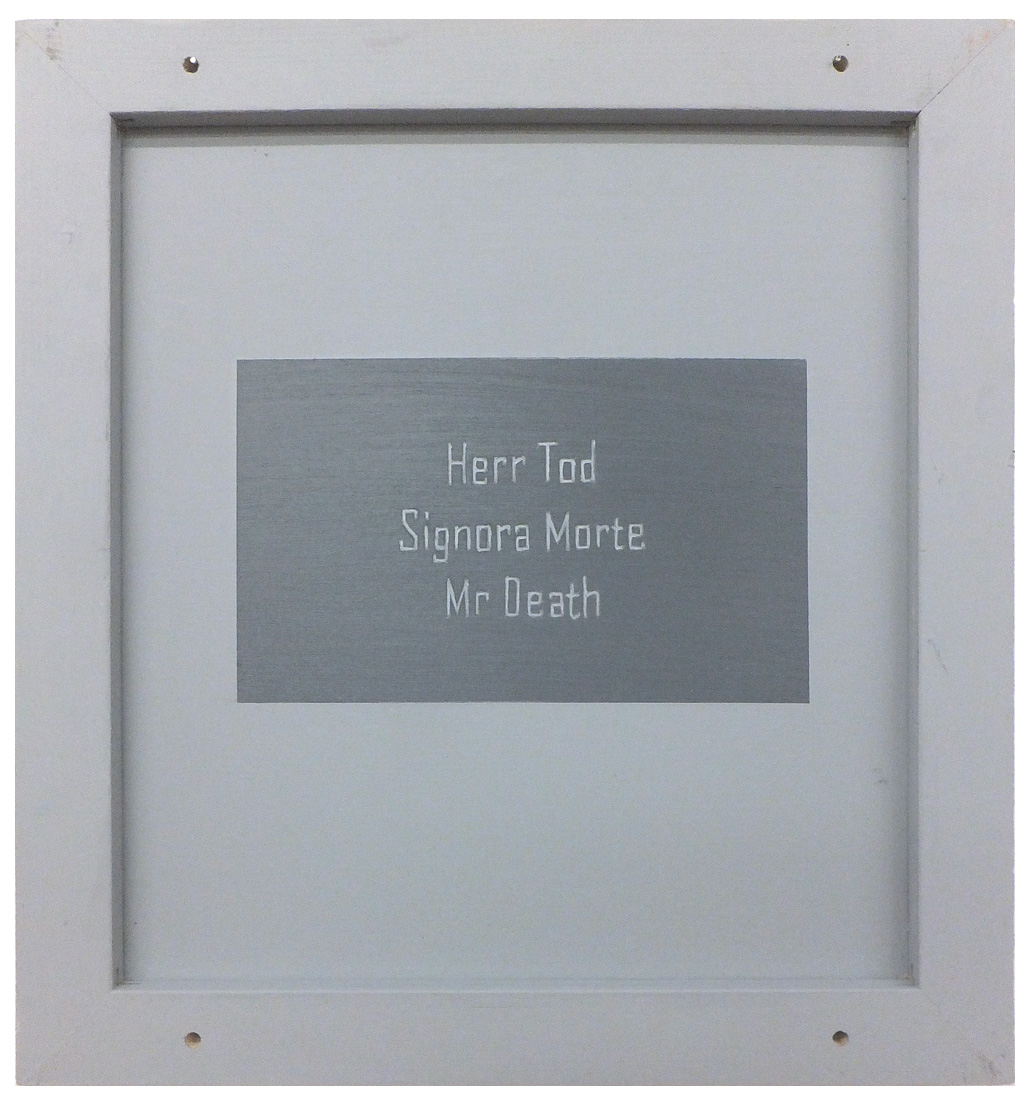 Herr Tod
Signora Morte
Mr Death